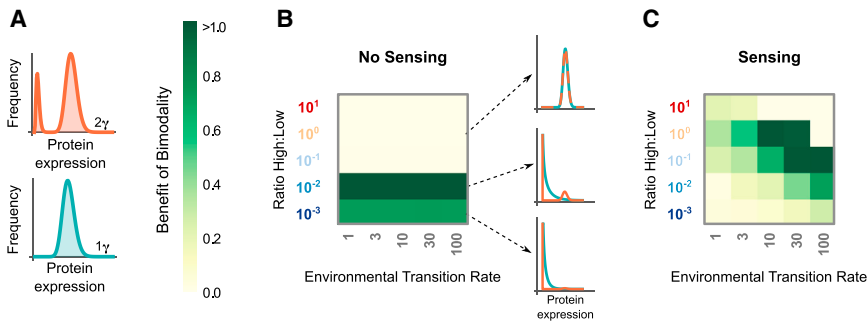 A
Frequency
2γ
Protein
expression
Frequency
1γ
Protein
expression
Benefit of Bimodality
>1.0
0.8
0.6
0.4
0.2
0.0
B
No Sensing
Ratio High:Low
10¹
10⁰
10⁻¹
10⁻²
10⁻³
1 3 10 30 100
Environmental Transition Rate
Protein
expression
C
Sensing
Ratio High:Low
10¹
10⁰
10⁻¹
10⁻²
10⁻³
1 3 10 30 100
Environmental Transition Rate